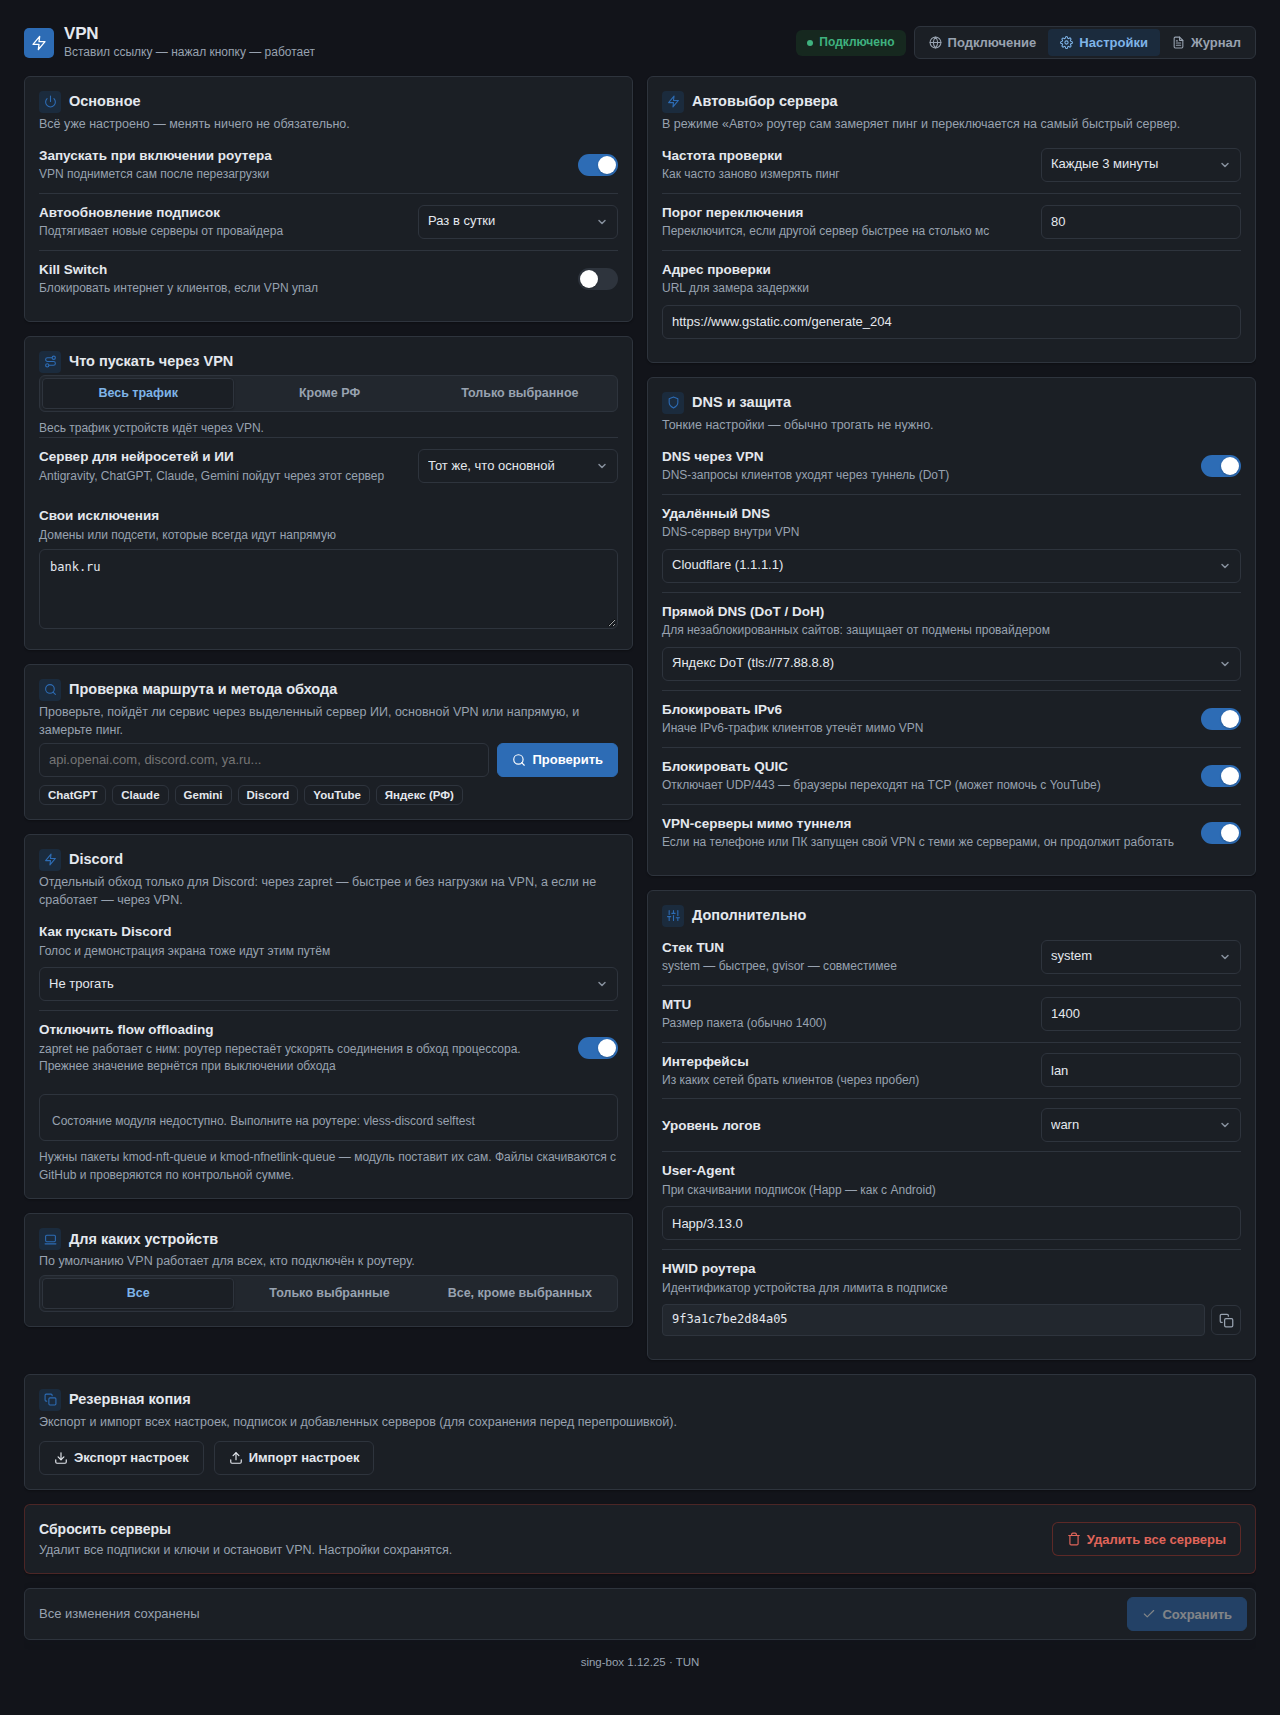 VPN
Вставил ссылку — нажал кнопку — работает
Подключено
Подключение
Настройки
Журнал
Основное
Всё уже настроено — менять ничего не обязательно.
Запускать при включении роутера
VPN поднимется сам после перезагрузки
Автообновление подписок
Подтягивает новые серверы от провайдера
Раз в сутки
Kill Switch
Блокировать интернет у клиентов, если VPN упал
Что пускать через VPN
Весь трафик
Кроме РФ
Только выбранное
Весь трафик устройств идёт через VPN.
Сервер для нейросетей и ИИ
Antigravity, ChatGPT, Claude, Gemini пойдут через этот сервер
Тот же, что основной
Свои исключения
Домены или подсети, которые всегда идут напрямую
bank.ru
Проверка маршрута и метода обхода
Проверьте, пойдёт ли сервис через выделенный сервер ИИ, основной VPN или напрямую, и
замерьте пинг.
api.openai.com, discord.com, ya.ru...
Проверить
ChatGPT
Claude
Gemini
Discord
YouTube
Яндекс (РФ)
Discord
Отдельный обход только для Discord: через zapret — быстрее и без нагрузки на VPN, а если не
сработает — через VPN.
Как пускать Discord
Голос и демонстрация экрана тоже идут этим путём
Не трогать
Отключить flow offloading
zapret не работает с ним: роутер перестаёт ускорять соединения в обход процессора.
Прежнее значение вернётся при выключении обхода
Состояние модуля недоступно. Выполните на роутере: vless-discord selftest
Нужны пакеты kmod-nft-queue и kmod-nfnetlink-queue — модуль поставит их сам. Файлы скачиваются с
GitHub и проверяются по контрольной сумме.
Для каких устройств
По умолчанию VPN работает для всех, кто подключён к роутеру.
Все
Только выбранные
Все, кроме выбранных
Автовыбор сервера
В режиме «Авто» роутер сам замеряет пинг и переключается на самый быстрый сервер.
Частота проверки
Как часто заново измерять пинг
Каждые 3 минуты
Порог переключения
Переключится, если другой сервер быстрее на столько мс
80
Адрес проверки
URL для замера задержки
https://www.gstatic.com/generate_204
DNS и защита
Тонкие настройки — обычно трогать не нужно.
DNS через VPN
DNS-запросы клиентов уходят через туннель (DoT)
Удалённый DNS
DNS-сервер внутри VPN
Cloudflare (1.1.1.1)
Прямой DNS (DoT / DoH)
Для незаблокированных сайтов: защищает от подмены провайдером
Яндекс DoT (tls://77.88.8.8)
Блокировать IPv6
Иначе IPv6-трафик клиентов утечёт мимо VPN
Блокировать QUIC
Отключает UDP/443 — браузеры переходят на TCP (может помочь с YouTube)
VPN-серверы мимо туннеля
Если на телефоне или ПК запущен свой VPN с теми же серверами, он продолжит работать
Дополнительно
Стек TUN
system — быстрее, gvisor — совместимее
system
MTU
Размер пакета (обычно 1400)
1400
Интерфейсы
Из каких сетей брать клиентов (через пробел)
lan
Уровень логов
warn
User-Agent
При скачивании подписок (Happ — как с Android)
Happ/3.13.0
HWID роутера
Идентификатор устройства для лимита в подписке
9f3a1c7be2d84a05
Резервная копия
Экспорт и импорт всех настроек, подписок и добавленных серверов (для сохранения перед перепрошивкой).
Экспорт настроек
Импорт настроек
Сбросить серверы
Удалит все подписки и ключи и остановит VPN. Настройки сохранятся.
Удалить все серверы
Все изменения сохранены
Сохранить
sing-box 1.12.25 · TUN